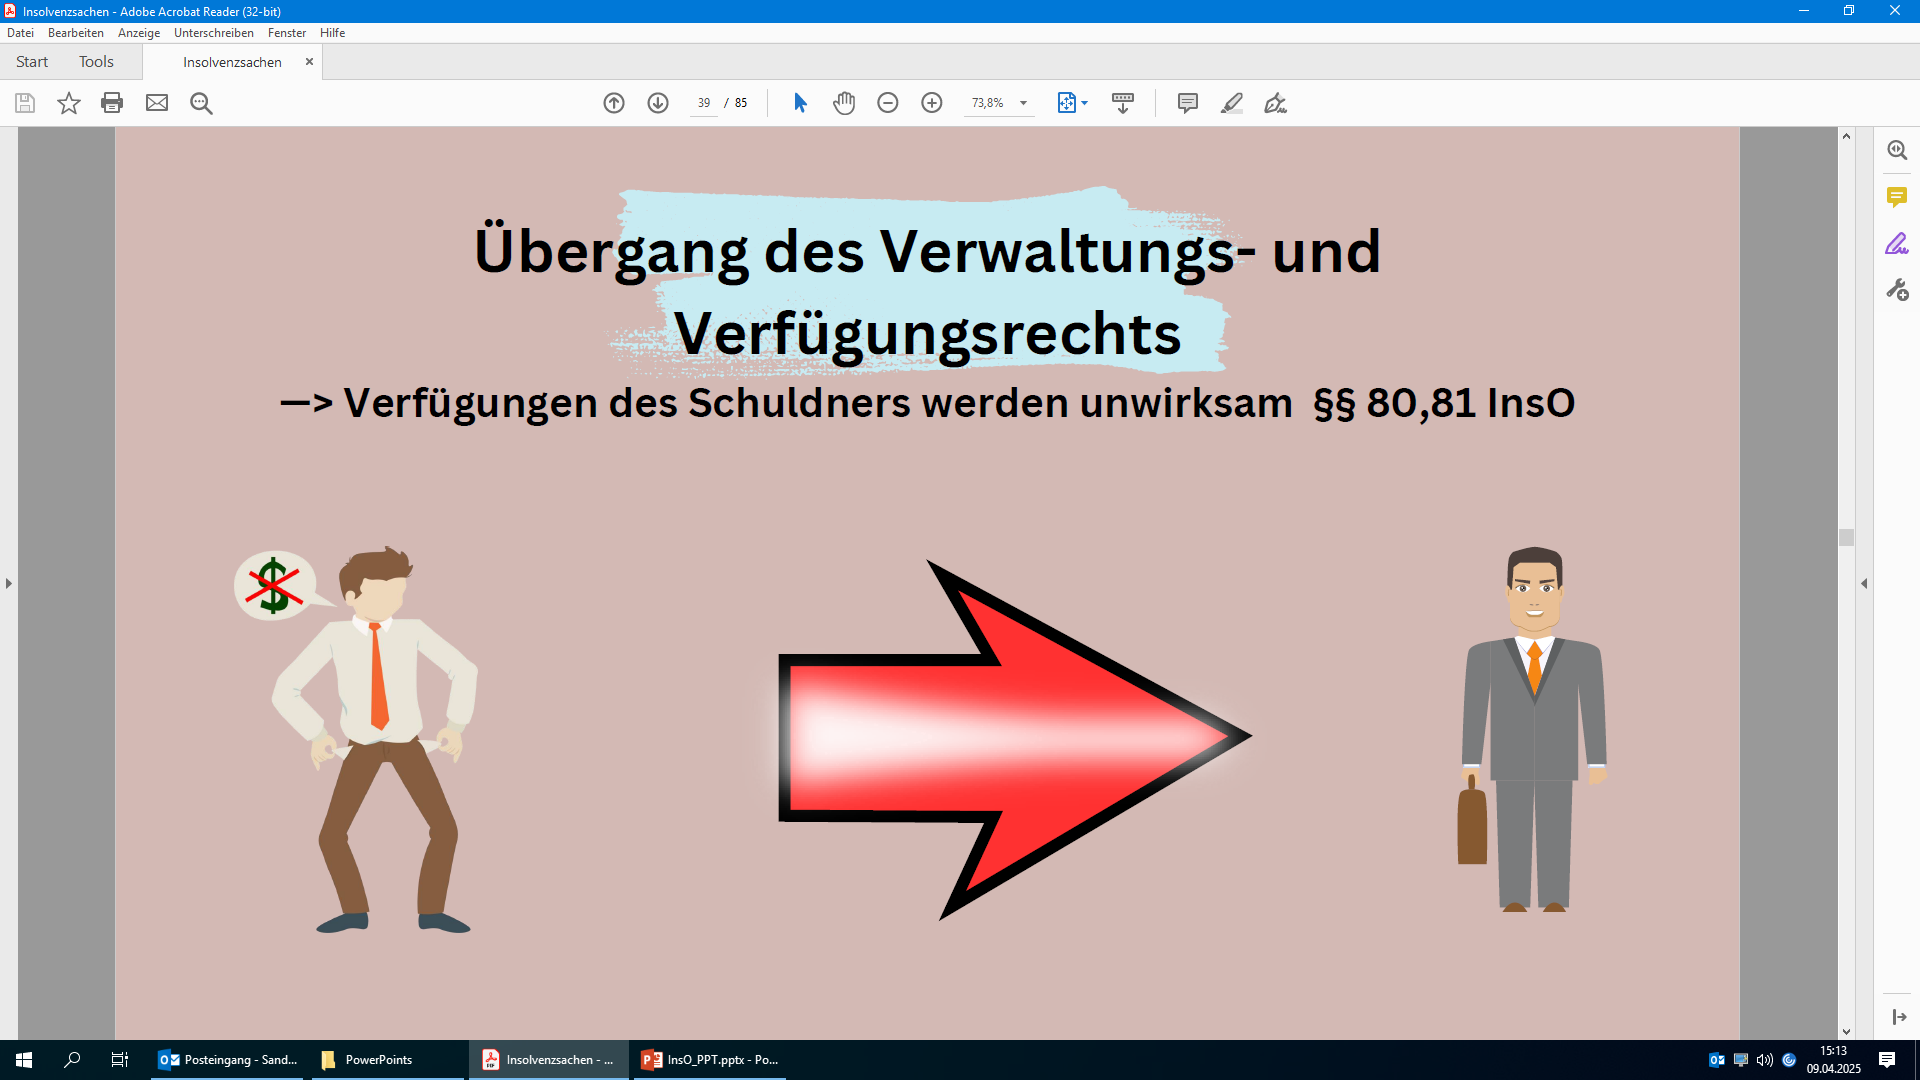 Insolvenzsachen - Adobe Acrobat Reader (32-bit)
Datei Bearbeiten Anzeige Unterschreiben Fenster Hilfe
Start Tools Insolvenzsachen
39 / 85 73,8%
Übergang des Verwaltungs- und
Verfügungsrechts
—> Verfügungen des Schuldners werden unwirksam §§ 80,81 InsO
$
Posteingang - Sand... PowerPoints Insolvenzsachen - ... InsO_PPT.pptx - Po...
15:13
09.04.2025